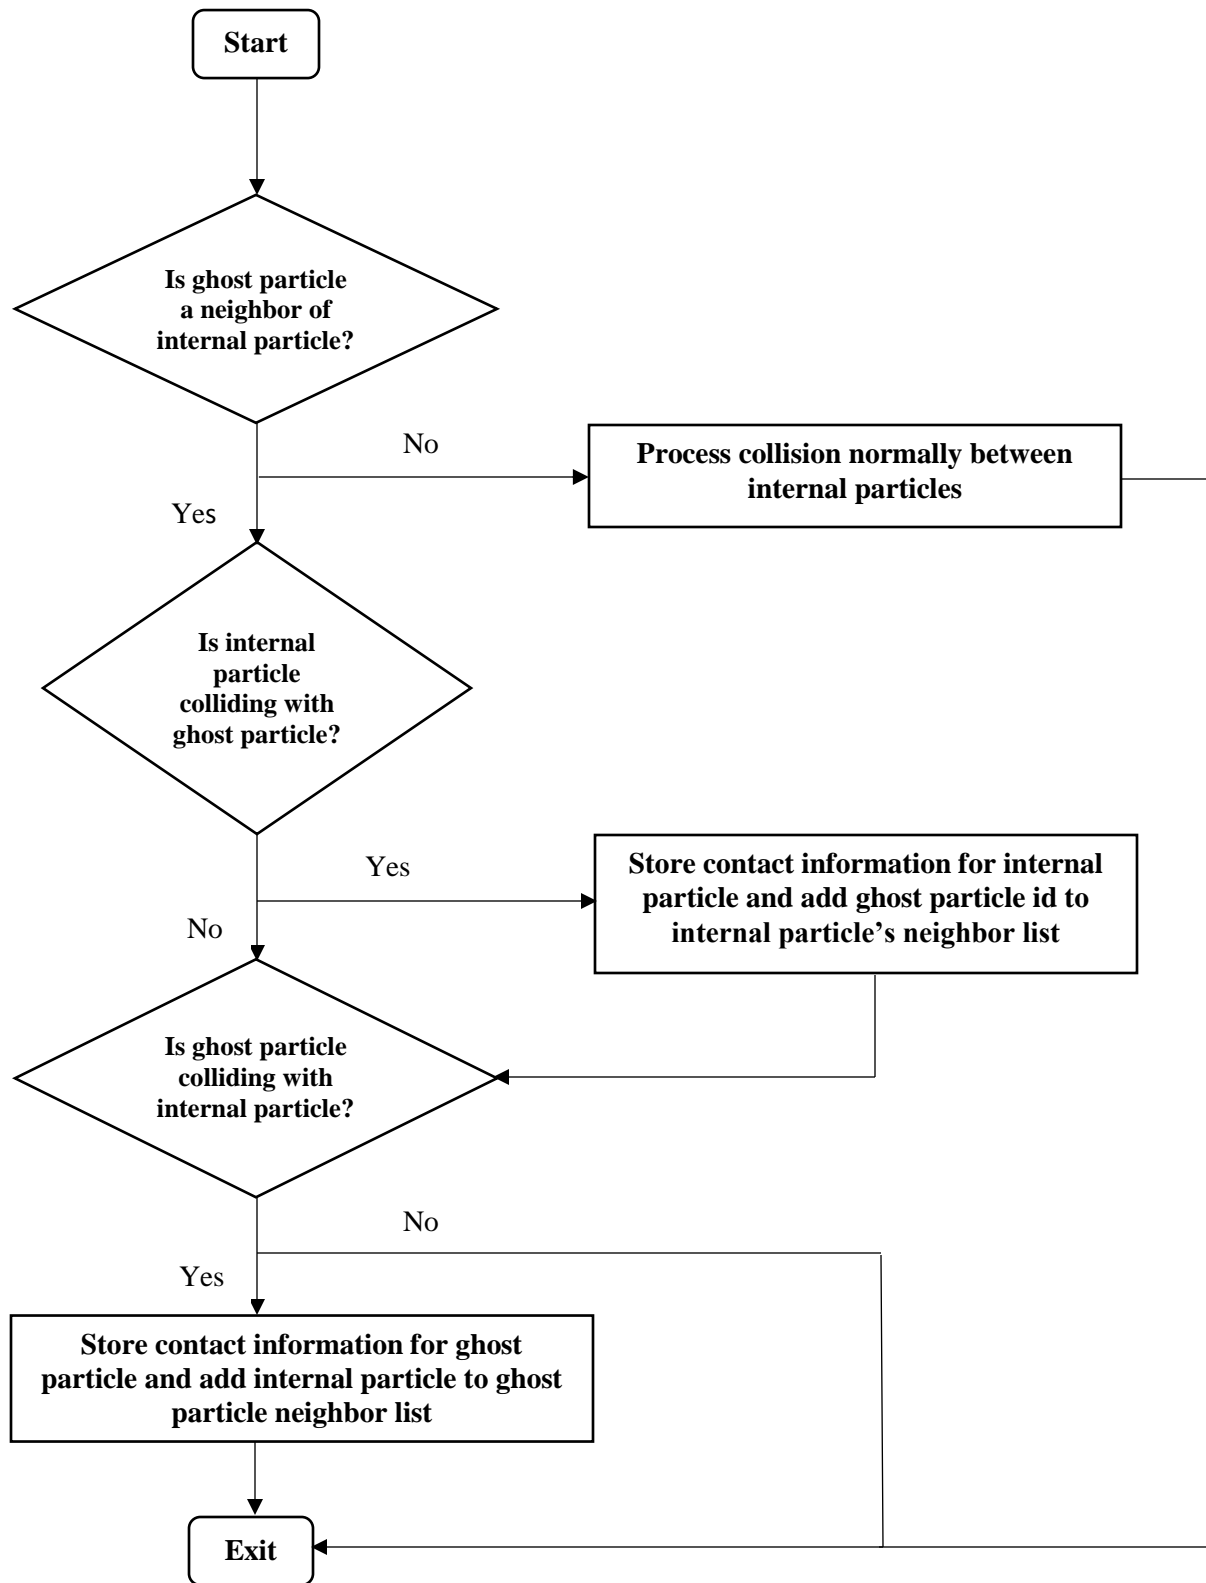 Start
Is ghost particle
a neighbor of
internal particle?
No
Process collision normally between
internal particles
Yes
Is internal
particle
colliding with
ghost particle?
Yes
Store contact information for internal
particle and add ghost particle id to
internal particle’s neighbor list
No
Is ghost particle
colliding with
internal particle?
No
Yes
Store contact information for ghost
particle and add internal particle to ghost
particle neighbor list
Exit